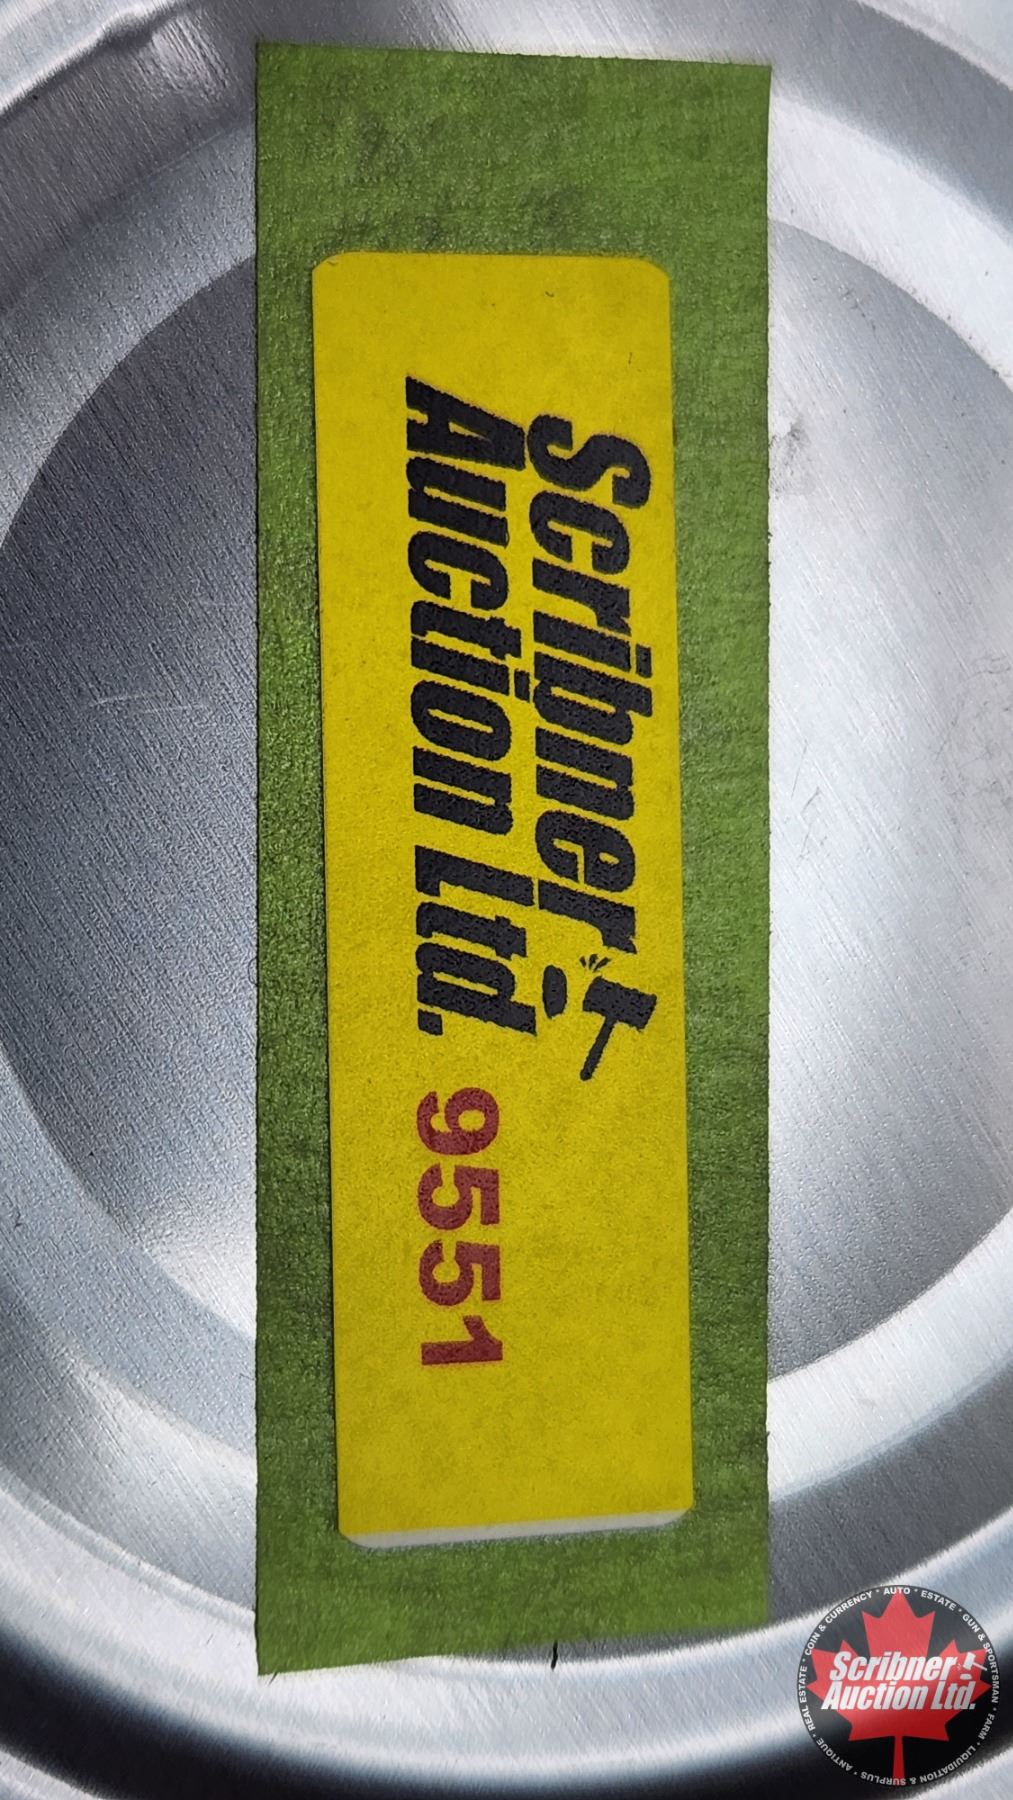 Scribner
Auction Ltd. 9551
Scribner
Auction Ltd.
ANTIQUE • REAL ESTATE • COIN & CURRENCY • AUTO • ESTATE • GUN & SPORTSMAN • FARM • LIQUIDATION & SURPLUS •